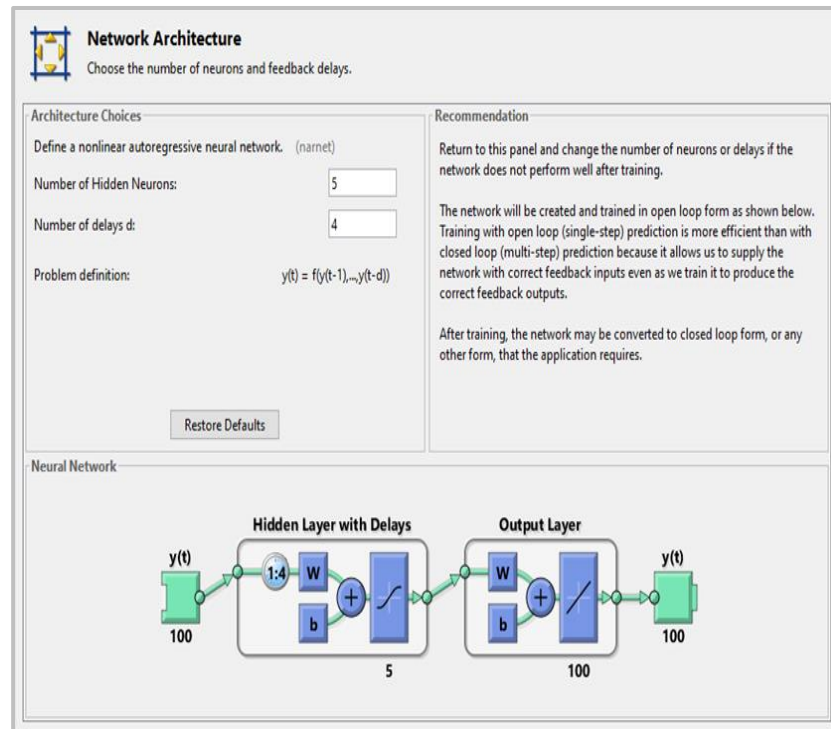 Network Architecture
Choose the number of neurons and feedback delays.
Architecture Choices
Define a nonlinear autoregressive neural network. (narnet)
Number of Hidden Neurons: 5
Number of delays d: 4
Problem definition: y(t) = f(y(t-1),...,y(t-d))
Restore Defaults
Recommendation
Return to this panel and change the number of neurons or delays if the
network does not perform well after training.
The network will be created and trained in open loop form as shown below.
Training with open loop (single-step) prediction is more efficient than with
closed loop (multi-step) prediction because it allows us to supply the
network with correct feedback inputs even as we train it to produce the
correct feedback outputs.
After training, the network may be converted to closed loop form, or any
other form, that the application requires.
Neural Network
Hidden Layer with Delays
Output Layer
y(t)
100
1:4
W
b
+
5
W
b
+
100
y(t)
100